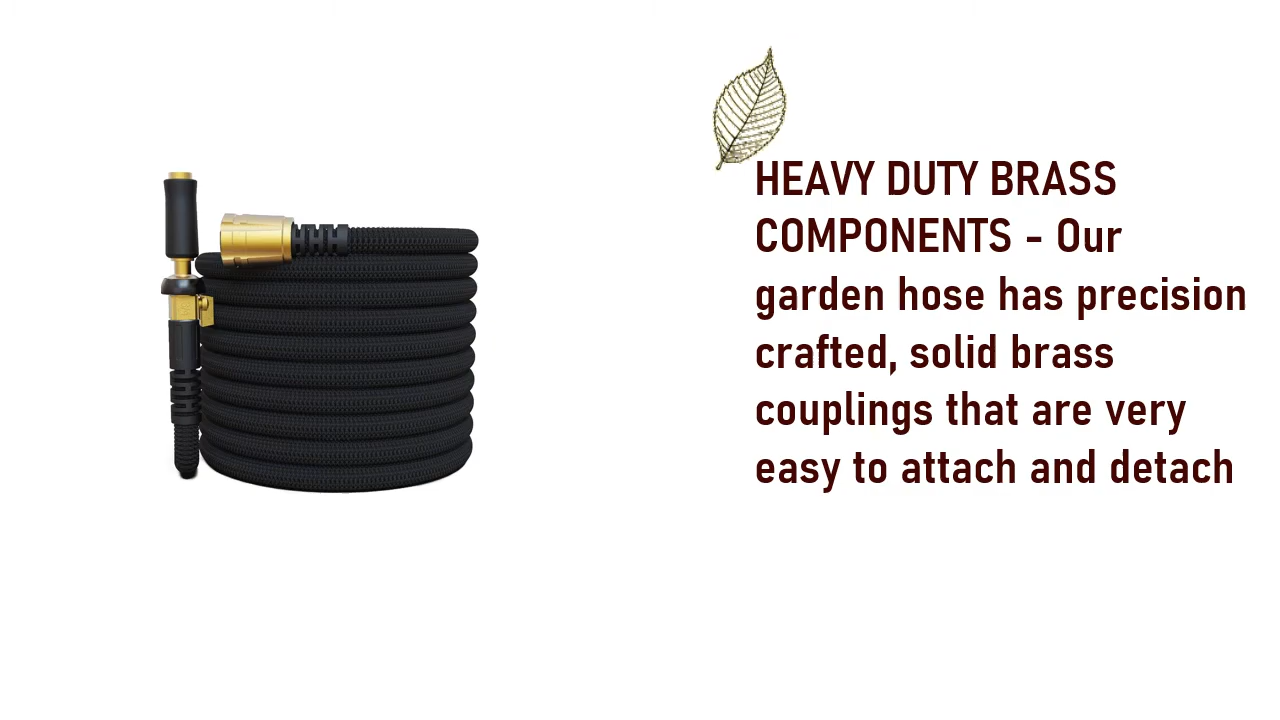 HEAVY DUTY BRASS
COMPONENTS - Our
garden hose has precision
crafted, solid brass
couplings that are very
easy to attach and detach